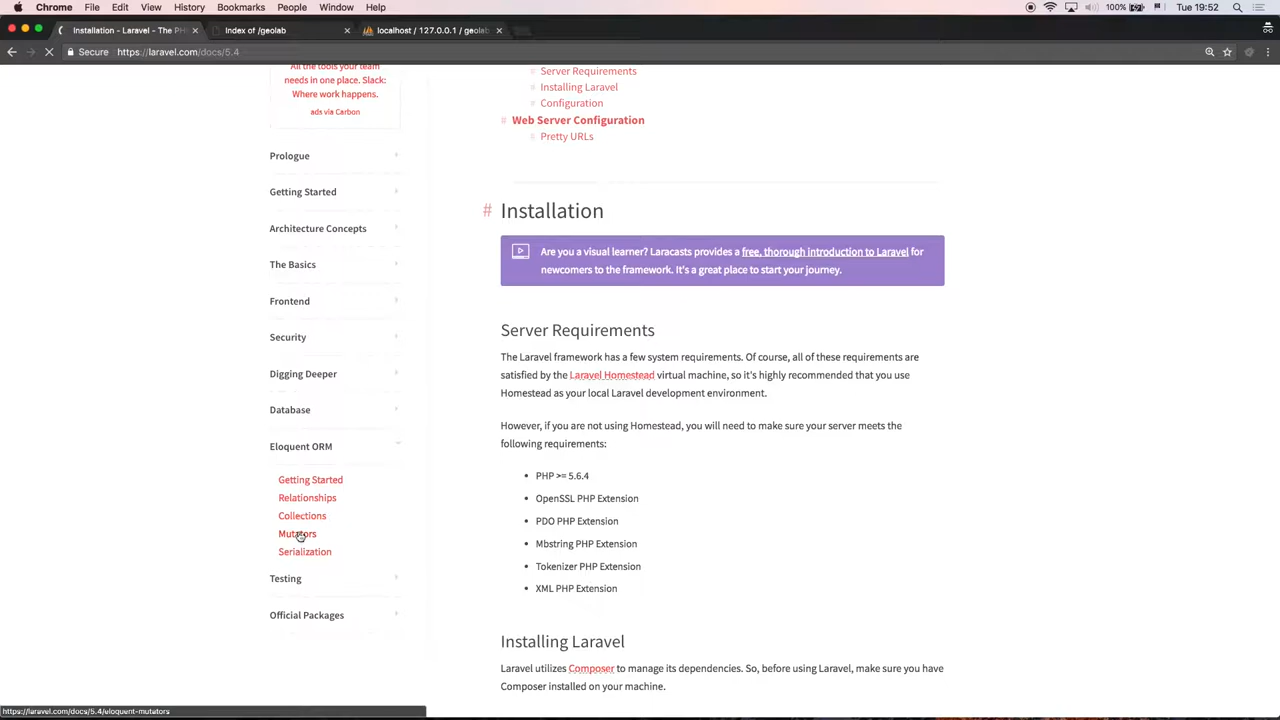 Chrome File Edit View History Bookmarks People Window Help
100% Tue 19:52
Installation - Laravel - The PH
Index of /geolab
localhost / 127.0.0.1 / geolab
Secure https://laravel.com/docs/5.4
All the tools your team
needs in one place. Slack:
Where work happens.
ads via Carbon
Prologue
Getting Started
Architecture Concepts
The Basics
Frontend
Security
Digging Deeper
Database
Eloquent ORM
Getting Started
Relationships
Collections
Mutators
Serialization
Testing
Official Packages
# Server Requirements
# Installing Laravel
# Configuration
# Web Server Configuration
# Pretty URLs
# Installation
Are you a visual learner? Laracasts provides a free, thorough introduction to Laravel for
newcomers to the framework. It's a great place to start your journey.
Server Requirements
The Laravel framework has a few system requirements. Of course, all of these requirements are
satisfied by the Laravel Homestead virtual machine, so it's highly recommended that you use
Homestead as your local Laravel development environment.
However, if you are not using Homestead, you will need to make sure your server meets the
following requirements:
• PHP >= 5.6.4
• OpenSSL PHP Extension
• PDO PHP Extension
• Mbstring PHP Extension
• Tokenizer PHP Extension
• XML PHP Extension
Installing Laravel
Laravel utilizes Composer to manage its dependencies. So, before using Laravel, make sure you have
Composer installed on your machine.
https://laravel.com/docs/5.4/eloquent-mutators